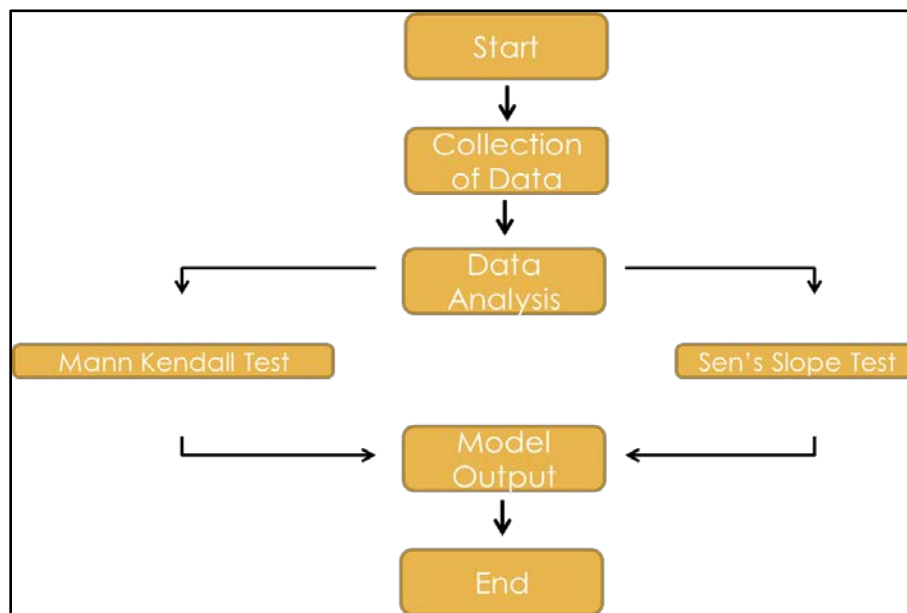 Start
Collection
of Data
Data
Analysis
Mann Kendall Test
Sen's Slope Test
Model
Output
End